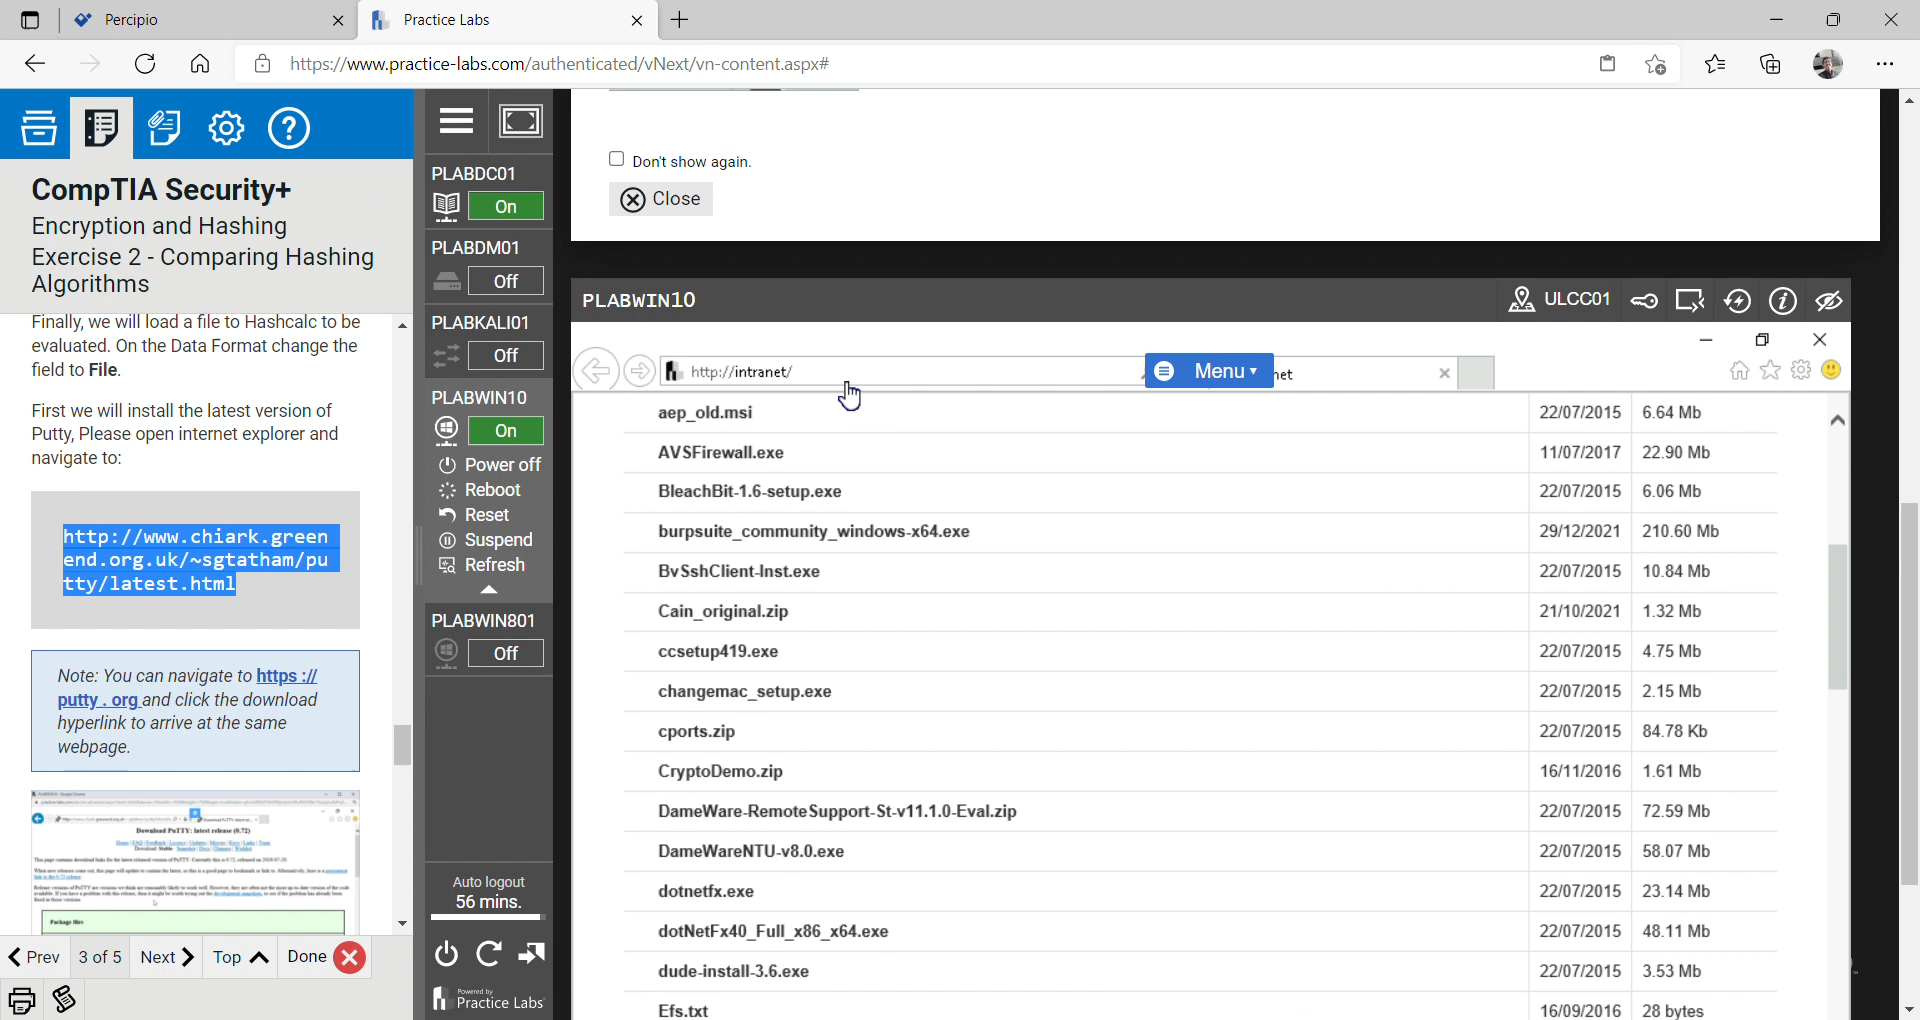 Percipio
Practice Labs
https://www.practice-labs.com/authenticated/vNext/vn-content.aspx#
CompTIA Security+
Encryption and Hashing
Exercise 2 - Comparing Hashing
Algorithms
Finally, we will load a file to Hashcalc to be
evaluated. On the Data Format change the
field to File.
First we will install the latest version of
Putty, Please open internet explorer and
navigate to:
http://www.chiark.green
end.org.uk/~sgtatham/pu
tty/latest.html
Note: You can navigate to https ://
putty . org and click the download
hyperlink to arrive at the same
webpage.
Download PuTTY: latest release (0.72)
Package files
Prev
3 of 5
Next
Top
Done
PLABDC01
On
PLABDM01
Off
PLABKALI01
Off
PLABWIN10
On
Power off
Reboot
Reset
Suspend
Refresh
PLABWIN801
Off
Auto logout
56 mins.
Powered by
Practice Labs
Don't show again.
Close
PLABWIN10
ULCC01
http://intranet/
Menu
net
aep_old.msi 22/07/2015 6.64 Mb
AVSFirewall.exe 11/07/2017 22.90 Mb
BleachBit-1.6-setup.exe 22/07/2015 6.06 Mb
burpsuite_community_windows-x64.exe 29/12/2021 210.60 Mb
BvSshClient-Inst.exe 22/07/2015 10.84 Mb
Cain_original.zip 21/10/2021 1.32 Mb
ccsetup419.exe 22/07/2015 4.75 Mb
changemac_setup.exe 22/07/2015 2.15 Mb
cports.zip 22/07/2015 84.78 Kb
CryptoDemo.zip 16/11/2016 1.61 Mb
DameWare-RemoteSupport-St-v11.1.0-Eval.zip 22/07/2015 72.59 Mb
DameWareNTU-v8.0.exe 22/07/2015 58.07 Mb
dotnetfx.exe 22/07/2015 23.14 Mb
dotNetFx40_Full_x86_x64.exe 22/07/2015 48.11 Mb
dude-install-3.6.exe 22/07/2015 3.53 Mb
Efs.txt 16/09/2016 28 bytes